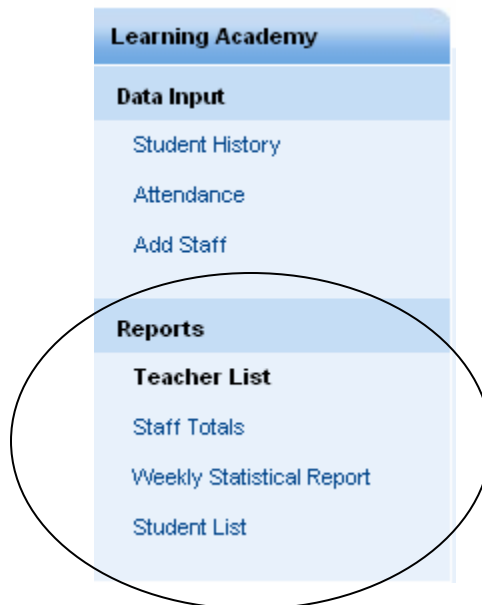 Learning Academy
Data Input
Student History
Attendance
Add Staff
Reports
Teacher List
Staff Totals
Weekly Statistical Report
Student List